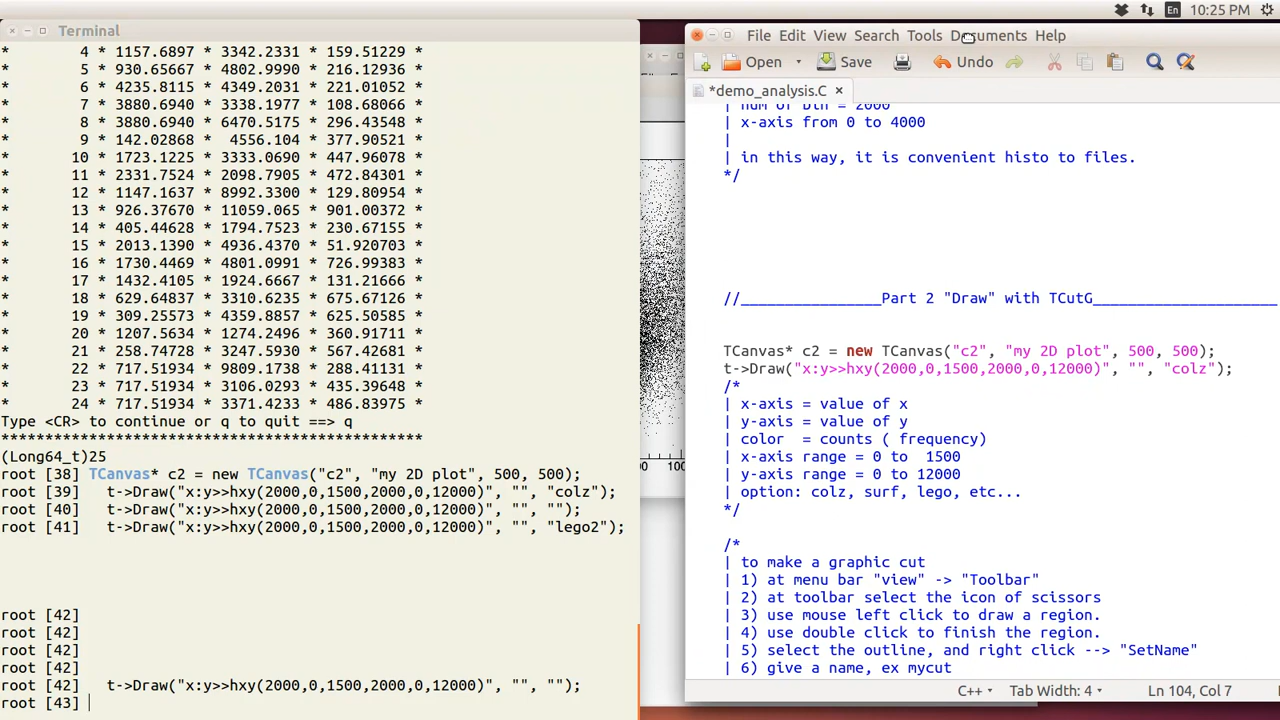 En 10:25 PM
Terminal
* 4 * 1157.6897 * 3342.2331 * 159.51229 *
* 5 * 930.65667 * 4802.9990 * 216.12936 *
* 6 * 4235.8115 * 4349.2031 * 221.01052 *
* 7 * 3880.6940 * 3338.1977 * 108.68066 *
* 8 * 3880.6940 * 6470.5175 * 296.43548 *
* 9 * 142.02868 * 4556.104 * 377.90521 *
* 10 * 1723.1225 * 3333.0690 * 447.96078 *
* 11 * 2331.7524 * 2098.7905 * 472.84301 *
* 12 * 1147.1637 * 8992.3300 * 129.80954 *
* 13 * 926.37670 * 11059.065 * 901.00372 *
* 14 * 405.44628 * 1794.7523 * 230.67155 *
* 15 * 2013.1390 * 4936.4370 * 51.920703 *
* 16 * 1730.4469 * 4801.0991 * 726.99383 *
* 17 * 1432.4105 * 1924.6667 * 131.21666 *
* 18 * 629.64837 * 3310.6235 * 675.67126 *
* 19 * 309.25573 * 4359.8857 * 625.50585 *
* 20 * 1207.5634 * 1274.2496 * 360.91711 *
* 21 * 258.74728 * 3247.5930 * 567.42681 *
* 22 * 717.51934 * 9809.1738 * 288.41131 *
* 23 * 717.51934 * 3106.0293 * 435.39648 *
* 24 * 717.51934 * 3371.4233 * 486.83975 *
Type <CR> to continue or q to quit ==> q
***********************************************
(Long64_t)25
root [38] TCanvas* c2 = new TCanvas("c2", "my 2D plot", 500, 500);
root [39] t->Draw("x:y>>hxy(2000,0,1500,2000,0,12000)", "", "colz");
root [40] t->Draw("x:y>>hxy(2000,0,1500,2000,0,12000)", "", "");
root [41] t->Draw("x:y>>hxy(2000,0,1500,2000,0,12000)", "", "lego2");
root [42]
root [42]
root [42]
root [42]
root [42] t->Draw("x:y>>hxy(2000,0,1500,2000,0,12000)", "", "");
root [43]
File Edit View Search Tools Documents Help
Open Save Undo
*demo_analysis.C
| num of bin = 2000
| x-axis from 0 to 4000
|
| in this way, it is convenient histo to files.
*/
//________________Part 2 "Draw" with TCutG_____________________
TCanvas* c2 = new TCanvas("c2", "my 2D plot", 500, 500);
t->Draw("x:y>>hxy(2000,0,1500,2000,0,12000)", "", "colz");
/*
| x-axis = value of x
| y-axis = value of y
| color = counts ( frequency)
| x-axis range = 0 to 1500
| y-axis range = 0 to 12000
| option: colz, surf, lego, etc...
*/
/*
| to make a graphic cut
| 1) at menu bar "view" -> "Toolbar"
| 2) at toolbar select the icon of scissors
| 3) use mouse left click to draw a region.
| 4) use double click to finish the region.
| 5) select the outline, and right click --> "SetName"
| 6) give a name, ex mycut
C++ Tab Width: 4 Ln 104, Col 7